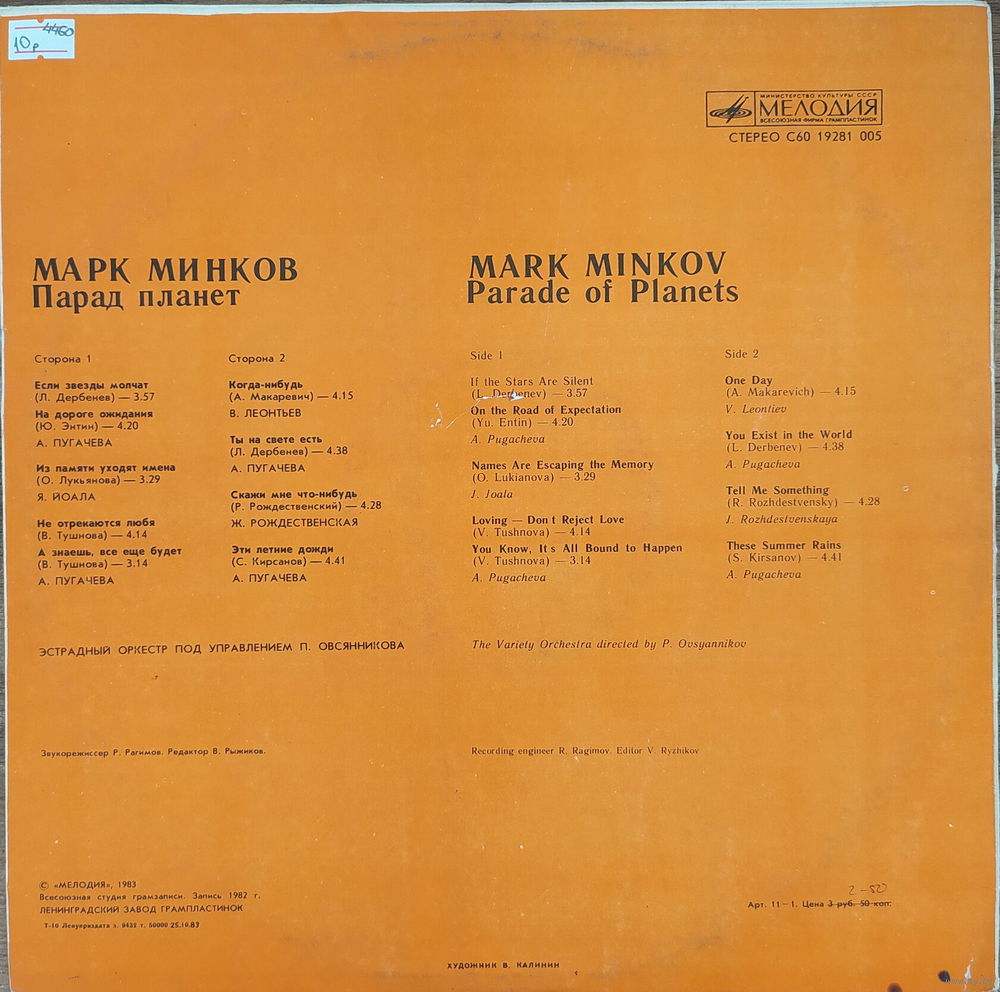 4460
10р
МИНИСТЕРСТВО КУЛЬТУРЫ СССР
МЕЛОДИЯ
ВСЕСОЮЗНАЯ ФИРМА ГРАМПЛАСТИНОК
СТЕРЕО С60 19281 005
МАРК МИНКОВ
Парад планет
Сторона 1
Если звезды молчат
(Л. Дербенев) — 3.57
На дороге ожидания
(Ю. Энтин) — 4.20
А. ПУГАЧЕВА
Из памяти уходят имена
(О. Лукьянова) — 3.29
Я. ЙОАЛА
Не отрекаются любя
(В. Тушнова) — 4.14
А знаешь, все еще будет
(В. Тушнова) — 3.14
А. ПУГАЧЕВА
Сторона 2
Когда-нибудь
(А. Макаревич) — 4.15
В. ЛЕОНТЬЕВ
Ты на свете есть
(Л. Дербенев) — 4.38
А. ПУГАЧЕВА
Скажи мне что-нибудь
(Р. Рождественский) — 4.28
Ж. РОЖДЕСТВЕНСКАЯ
Эти летние дожди
(С. Кирсанов) — 4.41
А. ПУГАЧЕВА
ЭСТРАДНЫЙ ОРКЕСТР ПОД УПРАВЛЕНИЕМ П. ОВСЯННИКОВА
Звукорежиссер Р. Рагимов. Редактор В. Рыжиков.
MARK MINKOV
Parade of Planets
Side 1
If the Stars Are Silent
(L. Derbenev) — 3.57
On the Road of Expectation
(Yu. Entin) — 4.20
A. Pugacheva
Names Are Escaping the Memory
(O. Lukianova) — 3.29
J. Joala
Loving — Don t Reject Love
(V. Tushnova) — 4.14
You Know, It s All Bound to Happen
(V. Tushnova) — 3.14
A. Pugacheva
Side 2
One Day
(A. Makarevich) — 4.15
V. Leontiev
You Exist in the World
(L. Derbenev) — 4.38
A. Pugacheva
Tell Me Something
(R. Rozhdestvensky) — 4.28
J. Rozhdestvenskaya
These Summer Rains
(S. Kirsanov) — 4.41
A. Pugacheva
The Variety Orchestra directed by P. Ovsyannikov
Recording engineer R. Ragimov. Editor V. Ryzhikov
© «МЕЛОДИЯ», 1983
Всесоюзная студия грамзаписи. Запись 1982 г.
ЛЕНИНГРАДСКИЙ ЗАВОД ГРАМПЛАСТИНОК
Т-10 Ленуприздата з. 9432 т. 50000 25.10.83
2-50
Арт. 11—1. Цена 3 руб. 50 коп.
ХУДОЖНИК В. КАЛИНИН